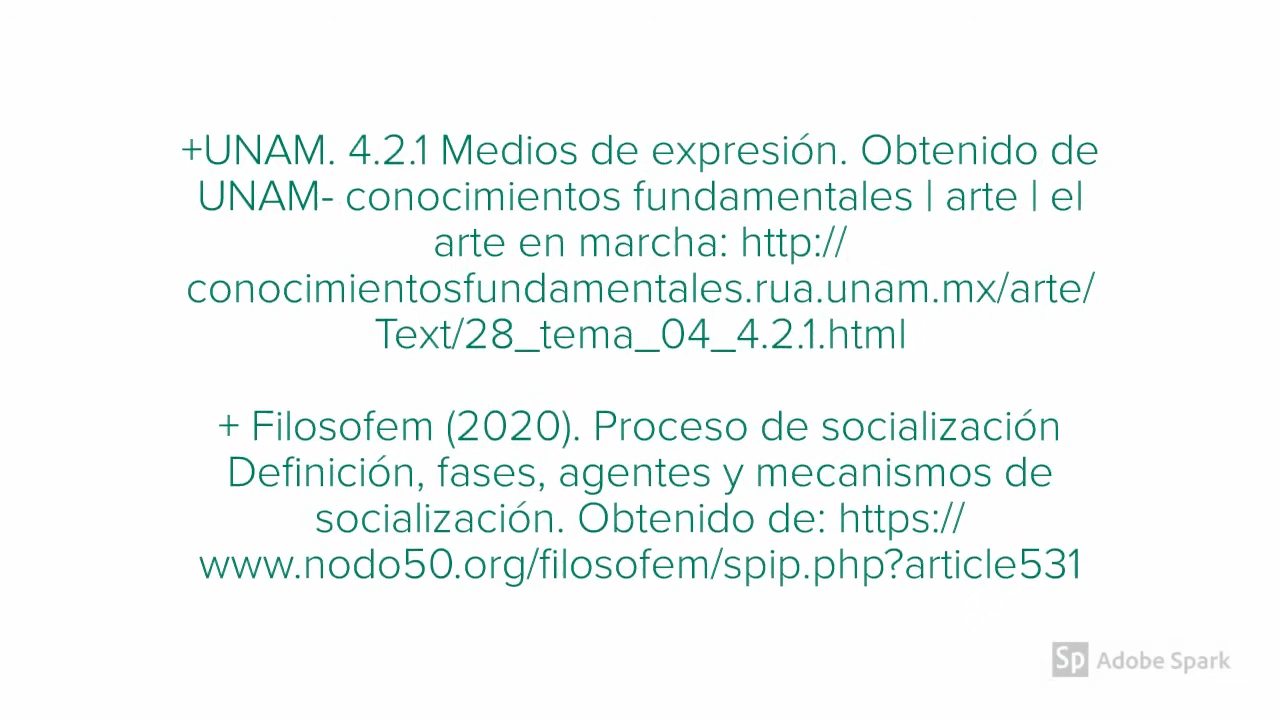 +UNAM. 4.2.1 Medios de expresión. Obtenido de
UNAM- conocimientos fundamentales | arte | el
arte en marcha: http://
conocimientosfundamentales.rua.unam.mx/arte/
Text/28_tema_04_4.2.1.html
+ Filosofem (2020). Proceso de socialización
Definición, fases, agentes y mecanismos de
socialización. Obtenido de: https://
www.nodo50.org/filosofem/spip.php?article531
Sp Adobe Spark